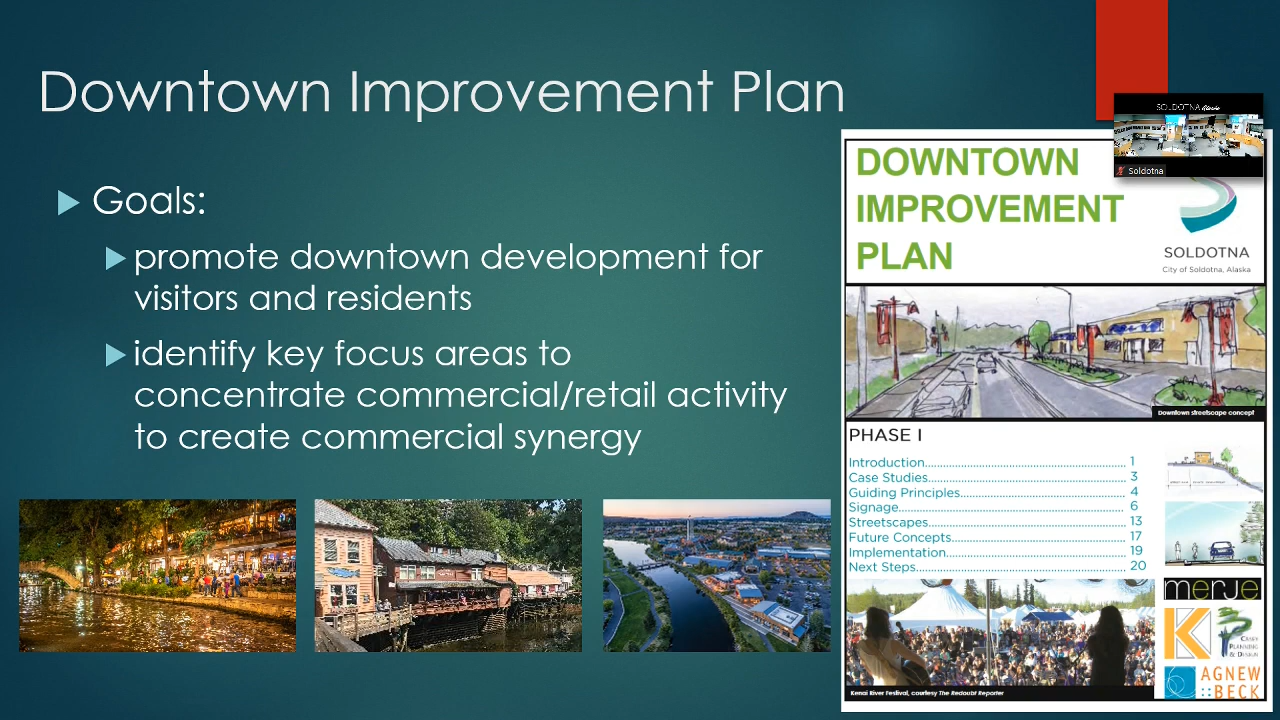 Downtown Improvement Plan
Goals:
promote downtown development for
visitors and residents
identify key focus areas to
concentrate commercial/retail activity
to create commercial synergy
SOLDOTNA Alaska
Soldotna
DOWNTOWN
IMPROVEMENT
PLAN
SOLDOTNA
City of Soldotna, Alaska
Downtown streetscape concept
PHASE I
Introduction 1
Case Studies 3
Guiding Principles 4
Signage 6
Streetscapes 13
Future Concepts 17
Implementation 19
Next Steps 20
Kenai River Festival, courtesy The Redoubt Reporter
merje
K
CASEY
PLANNING
& DESIGN
AGNEW
::BECK